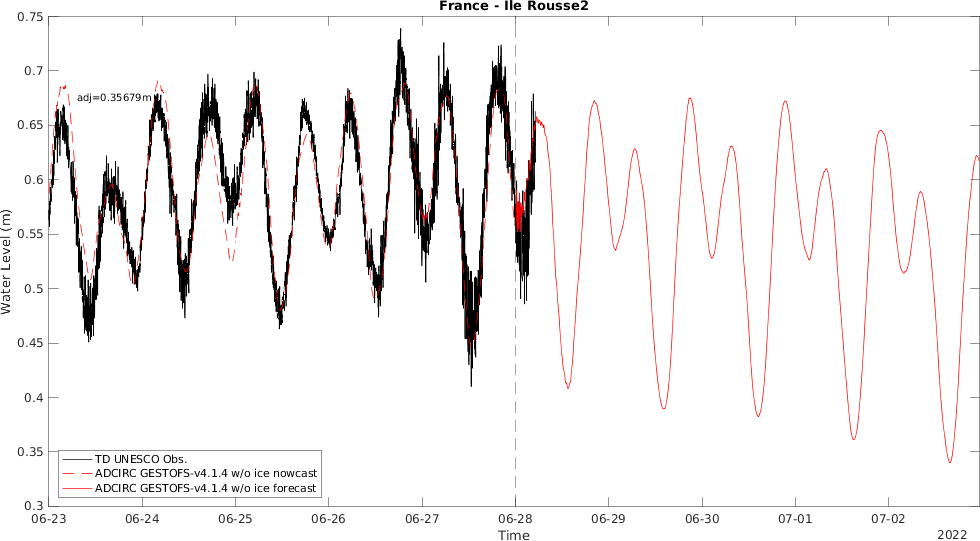 France - Ile Rousse2
0.75
0.7
0.65
0.6
0.55
0.5
0.45
0.4
0.35
0.3
Water Level (m)
adj=0.35679m
TD UNESCO Obs.
ADCIRC GESTOFS-v4.1.4 w/o ice nowcast
ADCIRC GESTOFS-v4.1.4 w/o ice forecast
06-23 06-24 06-25 06-26 06-27 06-28 06-29 06-30 07-01 07-02
Time
2022